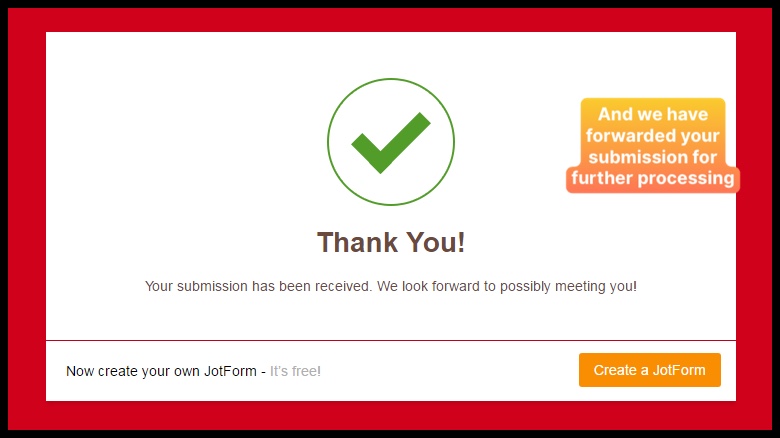 And we have
forwarded your
submission for
further processing
Thank You!
Your submission has been received. We look forward to possibly meeting you!
Now create your own JotForm - It's free!
Create a JotForm